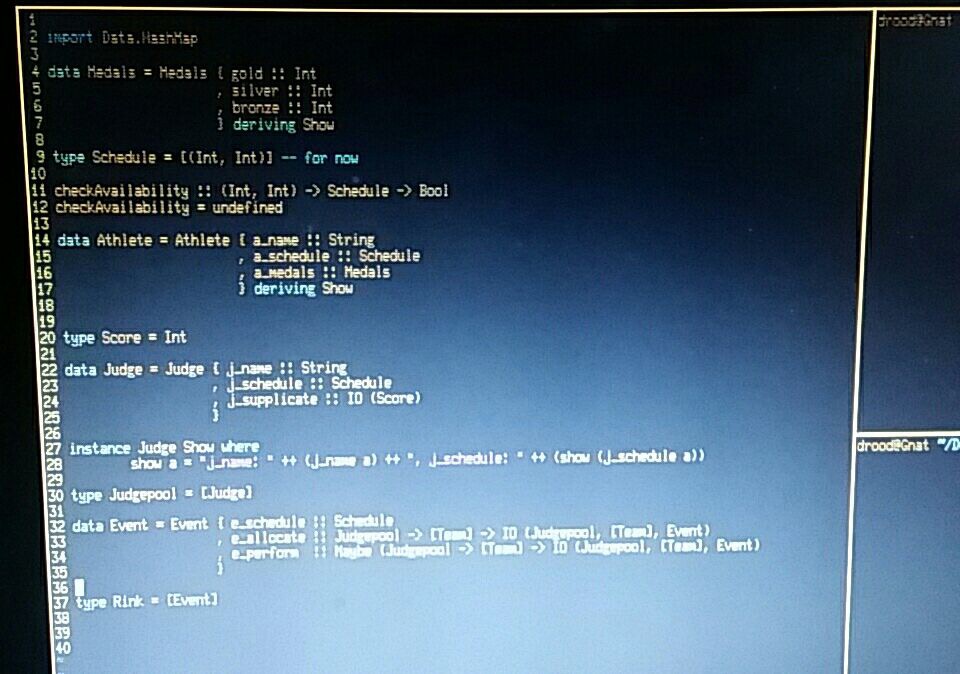 1
2 import Data.HashMap
3
4 data Medals = Medals { gold :: Int
5 , silver :: Int
6 , bronze :: Int
7 } deriving Show
8
9 type Schedule = [(Int, Int)] -- for now
10
11 checkAvailability :: (Int, Int) -> Schedule -> Bool
12 checkAvailability = undefined
13
14 data Athlete = Athlete { a_name :: String
15 , a_schedule :: Schedule
16 , a_medals :: Medals
17 } deriving Show
18
19
20 type Score = Int
21
22 data Judge = Judge { j_name :: String
23 , j_schedule :: Schedule
24 , j_supplicate :: IO (Score)
25 }
26
27 instance Judge Show where
28 show a = "j_name: " ++ (j_name a) ++ ", j_schedule: " ++ (show (j_schedule a))
29
30 type Judgepool = [Judge]
31
32 data Event = Event { e_schedule :: Schedule
33 , e_allocate :: Judgepool -> [Team] -> IO (Judgepool, [Team], Event)
34 , e_perform :: Maybe (Judgepool -> [Team] -> IO (Judgepool, [Team], Event)
35 }
36
37 type Rink = [Event]
38
39
40
~
drood@Gnat
drood@Gnat ~/D